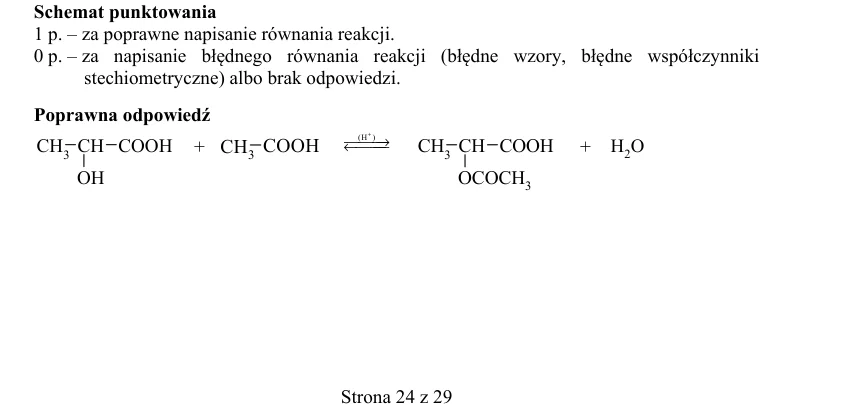 Schemat punktowania
1 p. – za poprawne napisanie równania reakcji.
0 p. – za napisanie błędnego równania reakcji (błędne wzory, błędne współczynniki
stechiometryczne) albo brak odpowiedzi.
Poprawna odpowiedź
CH₃–CH–COOH + CH₃–COOH ⇌ (H⁺) CH₃–CH–COOH + H₂O
OH OCOCH₃
Strona 24 z 29